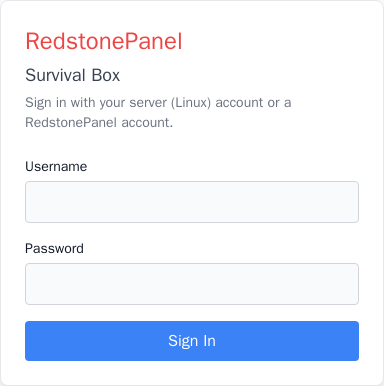 RedstonePanel
Survival Box
Sign in with your server (Linux) account or a
RedstonePanel account.
Username
Password
Sign In